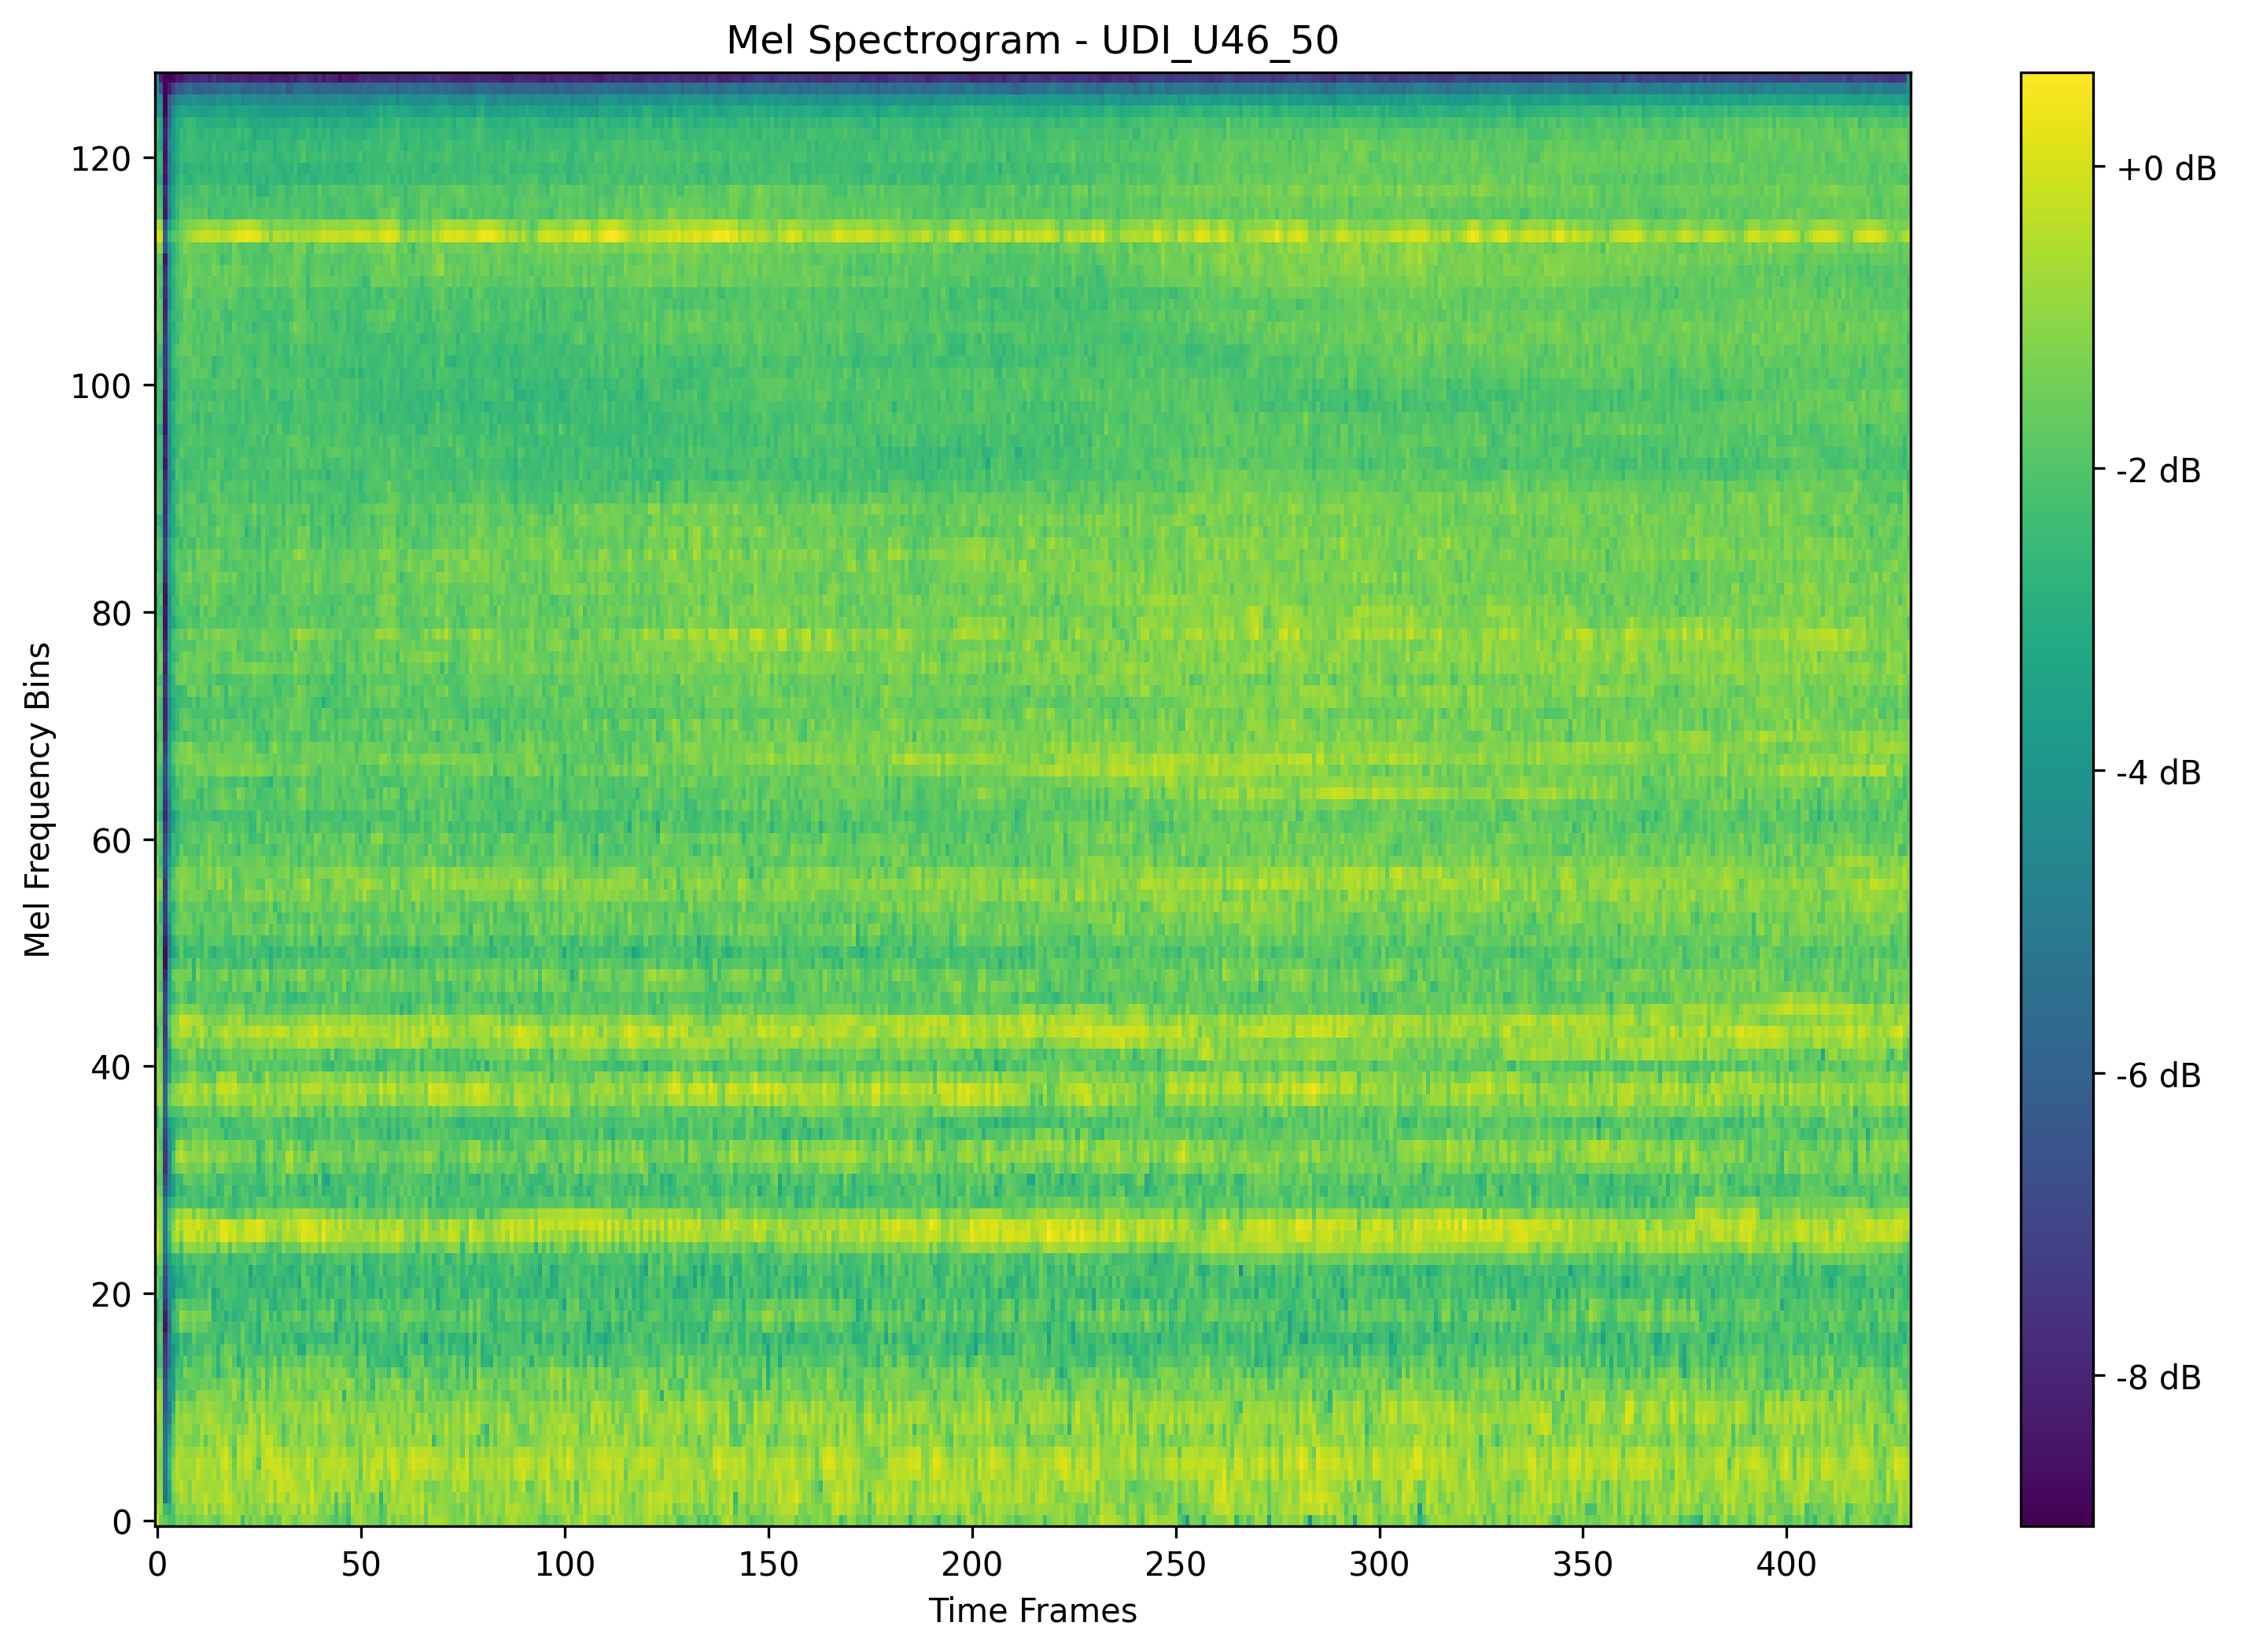 Mel Spectrogram - UDI_U46_50
Mel Frequency Bins
120
100
80
60
40
20
0
0 50 100 150 200 250 300 350 400
Time Frames
+0 dB
-2 dB
-4 dB
-6 dB
-8 dB